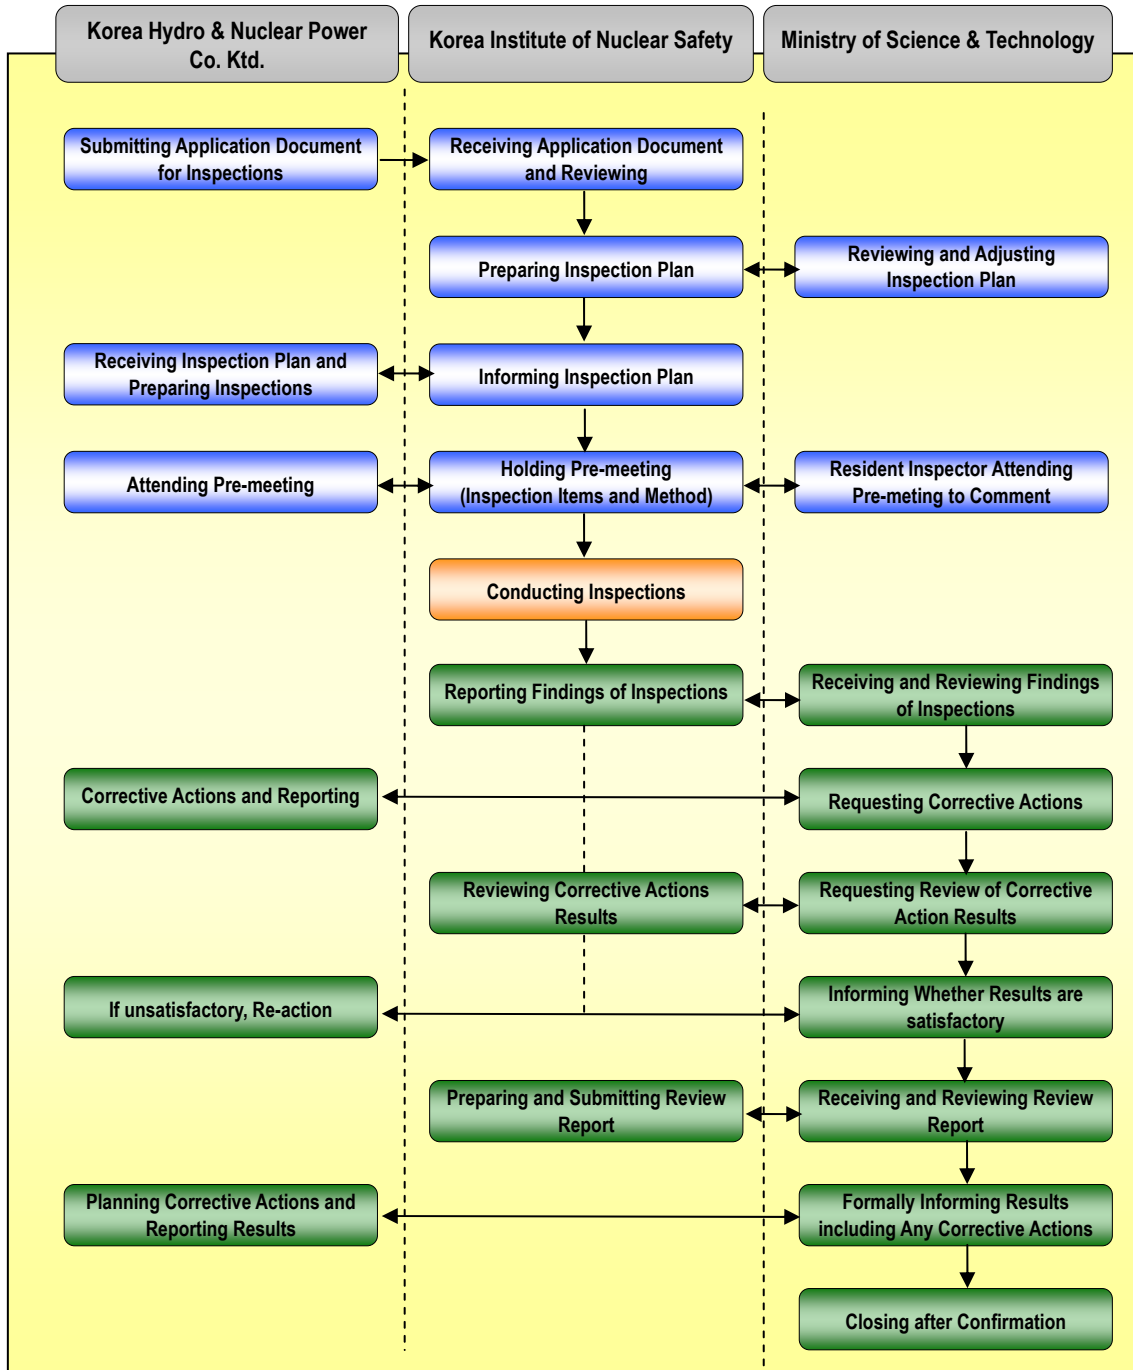 Korea Hydro & Nuclear Power
Co. Ktd.
Korea Institute of Nuclear Safety
Ministry of Science & Technology
Submitting Application Document
for Inspections
Receiving Application Document
and Reviewing
Preparing Inspection Plan
Reviewing and Adjusting
Inspection Plan
Receiving Inspection Plan and
Preparing Inspections
Informing Inspection Plan
Attending Pre-meeting
Holding Pre-meeting
(Inspection Items and Method)
Resident Inspector Attending
Pre-meting to Comment
Conducting Inspections
Reporting Findings of Inspections
Receiving and Reviewing Findings
of Inspections
Corrective Actions and Reporting
Requesting Corrective Actions
Reviewing Corrective Actions
Results
Requesting Review of Corrective
Action Results
If unsatisfactory, Re-action
Informing Whether Results are
satisfactory
Preparing and Submitting Review
Report
Receiving and Reviewing Review
Report
Planning Corrective Actions and
Reporting Results
Formally Informing Results
including Any Corrective Actions
Closing after Confirmation